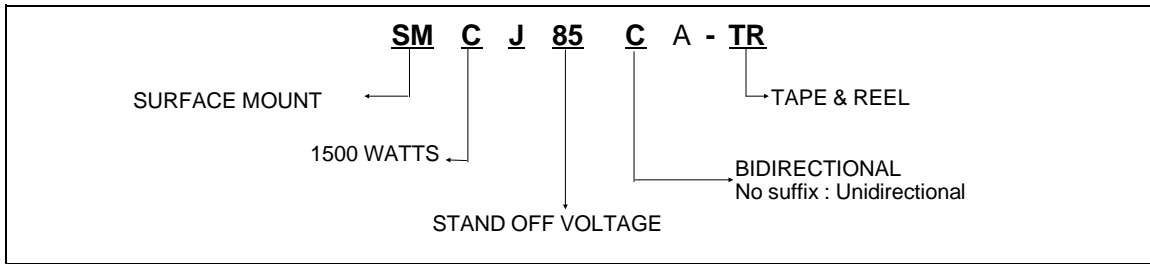 SM C J 85 C A - TR
SURFACE MOUNT
TAPE & REEL
1500 WATTS
BIDIRECTIONAL
No suffix : Unidirectional
STAND OFF VOLTAGE